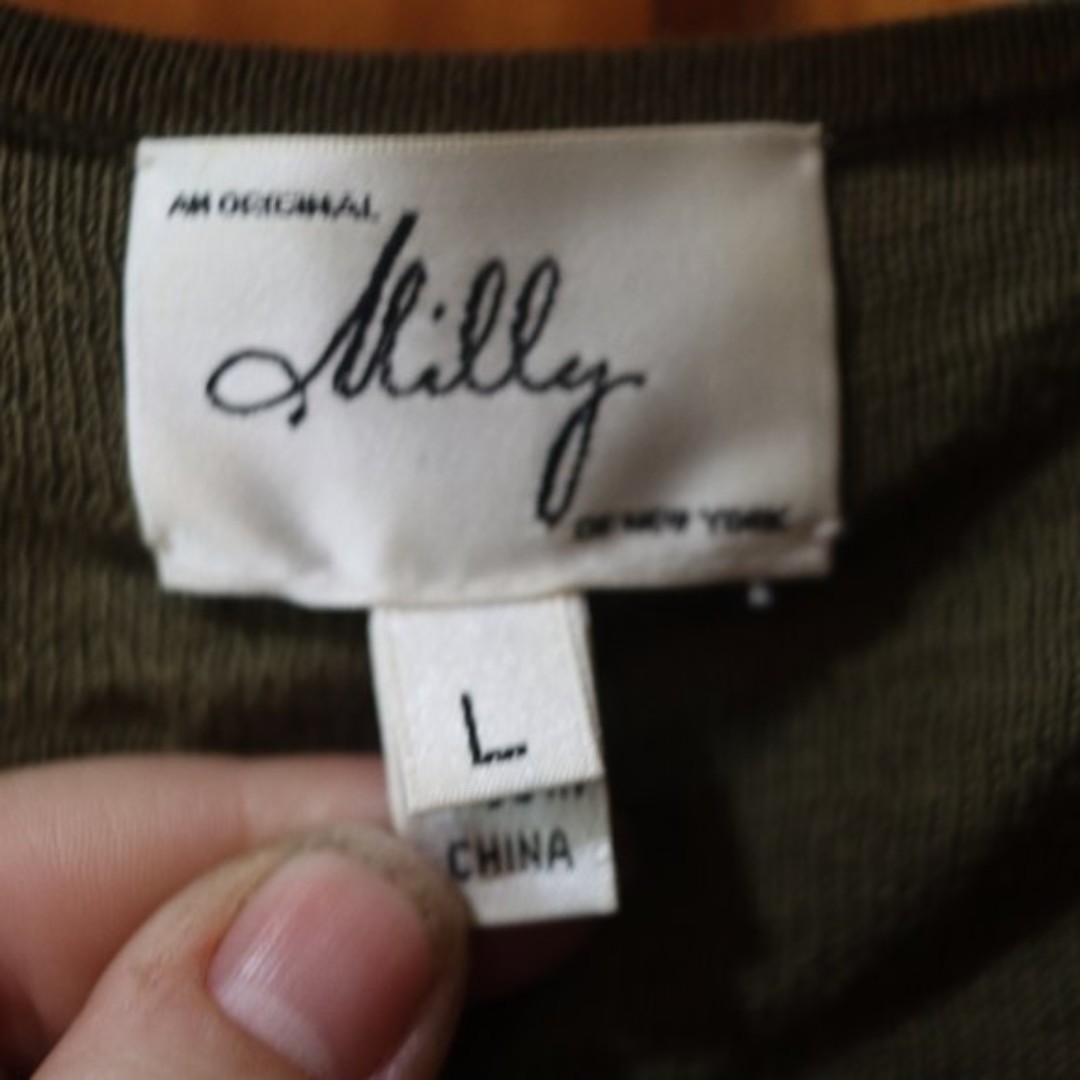 AN ORIGINAL
Milly
OF NEW YORK
L
CHINA